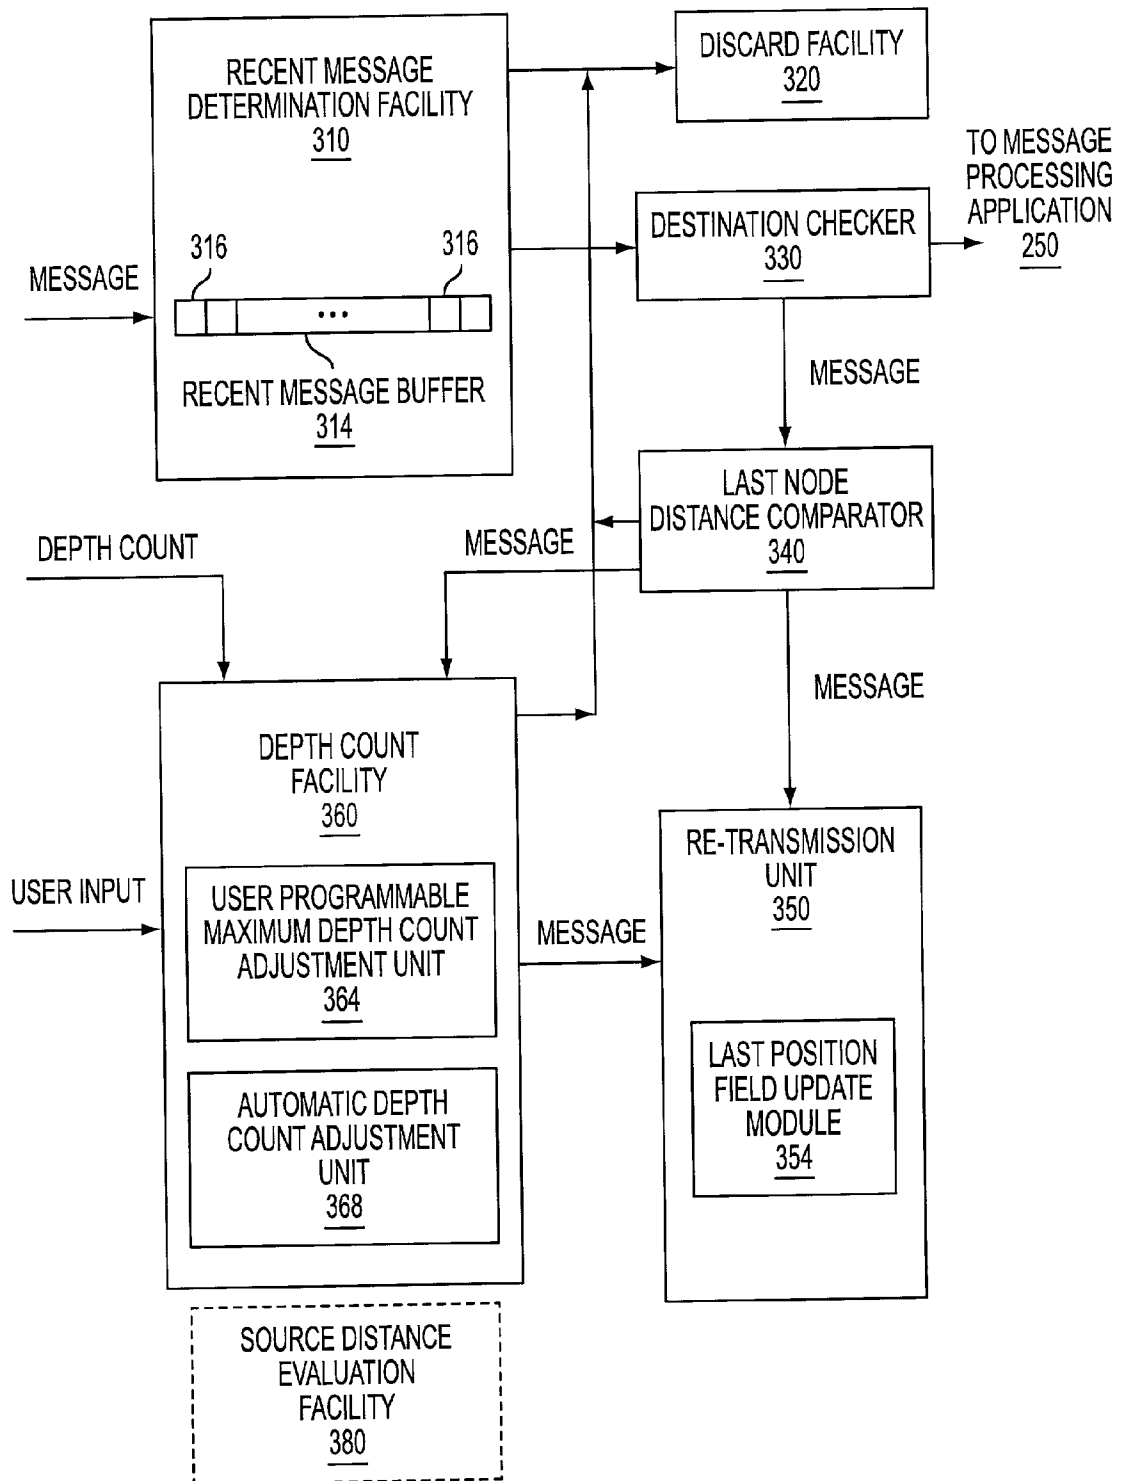 RECENT MESSAGE
DETERMINATION FACILITY
310
316
316
...
RECENT MESSAGE BUFFER
314
MESSAGE
DISCARD FACILITY
320
DESTINATION CHECKER
330
TO MESSAGE
PROCESSING
APPLICATION
250
MESSAGE
LAST NODE
DISTANCE COMPARATOR
340
MESSAGE
DEPTH COUNT
MESSAGE
DEPTH COUNT
FACILITY
360
USER INPUT
USER PROGRAMMABLE
MAXIMUM DEPTH COUNT
ADJUSTMENT UNIT
364
AUTOMATIC DEPTH
COUNT ADJUSTMENT
UNIT
368
MESSAGE
RE-TRANSMISSION
UNIT
350
LAST POSITION
FIELD UPDATE
MODULE
354
SOURCE DISTANCE
EVALUATION
FACILITY
380